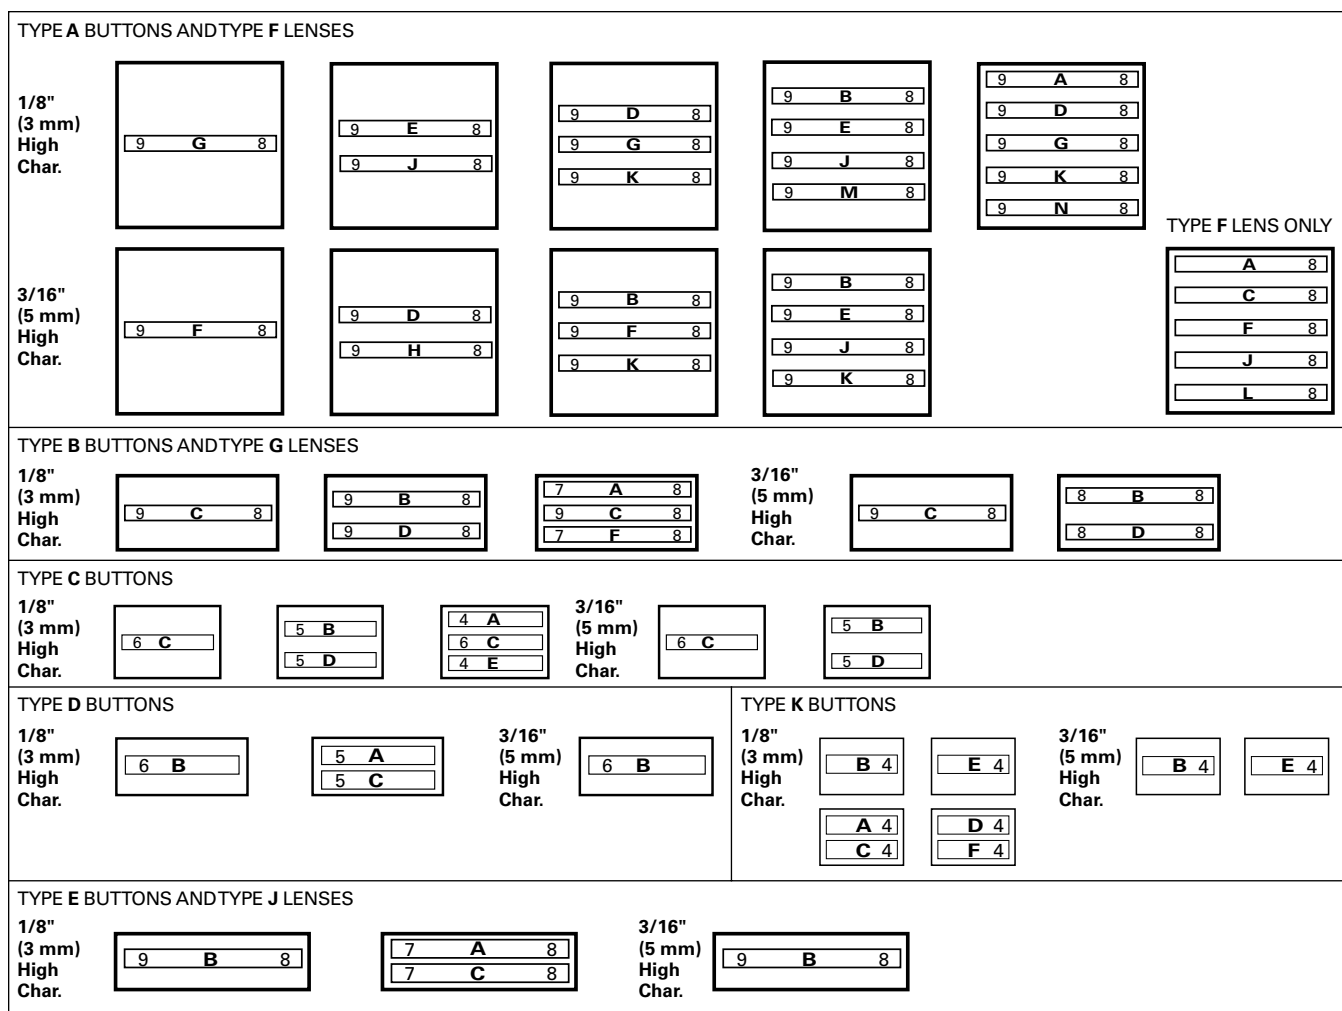 TYPE A BUTTONS AND TYPE F LENSES
1/8"
(3 mm)
High
Char.
9 G 8
9 E 8
9 J 8
9 D 8
9 G 8
9 K 8
9 B 8
9 E 8
9 J 8
9 M 8
9 A 8
9 D 8
9 G 8
9 K 8
9 N 8
3/16"
(5 mm)
High
Char.
9 F 8
9 D 8
9 H 8
9 B 8
9 F 8
9 K 8
9 B 8
9 E 8
9 J 8
9 K 8
TYPE F LENS ONLY
A 8
C 8
F 8
J 8
L 8
TYPE B BUTTONS AND TYPE G LENSES
1/8"
(3 mm)
High
Char.
9 C 8
9 B 8
9 D 8
7 A 8
9 C 8
7 F 8
3/16"
(5 mm)
High
Char.
9 C 8
8 B 8
8 D 8
TYPE C BUTTONS
1/8"
(3 mm)
High
Char.
6 C
5 B
5 D
4 A
6 C
4 E
3/16"
(5 mm)
High
Char.
6 C
5 B
5 D
TYPE D BUTTONS
1/8"
(3 mm)
High
Char.
6 B
5 A
5 C
3/16"
(5 mm)
High
Char.
6 B
TYPE K BUTTONS
1/8"
(3 mm)
High
Char.
B 4
E 4
A 4
C 4
D 4
F 4
3/16"
(5 mm)
High
Char.
B 4
E 4
TYPE E BUTTONS AND TYPE J LENSES
1/8"
(3 mm)
High
Char.
9 B 8
7 A 8
7 C 8
3/16"
(5 mm)
High
Char.
9 B 8